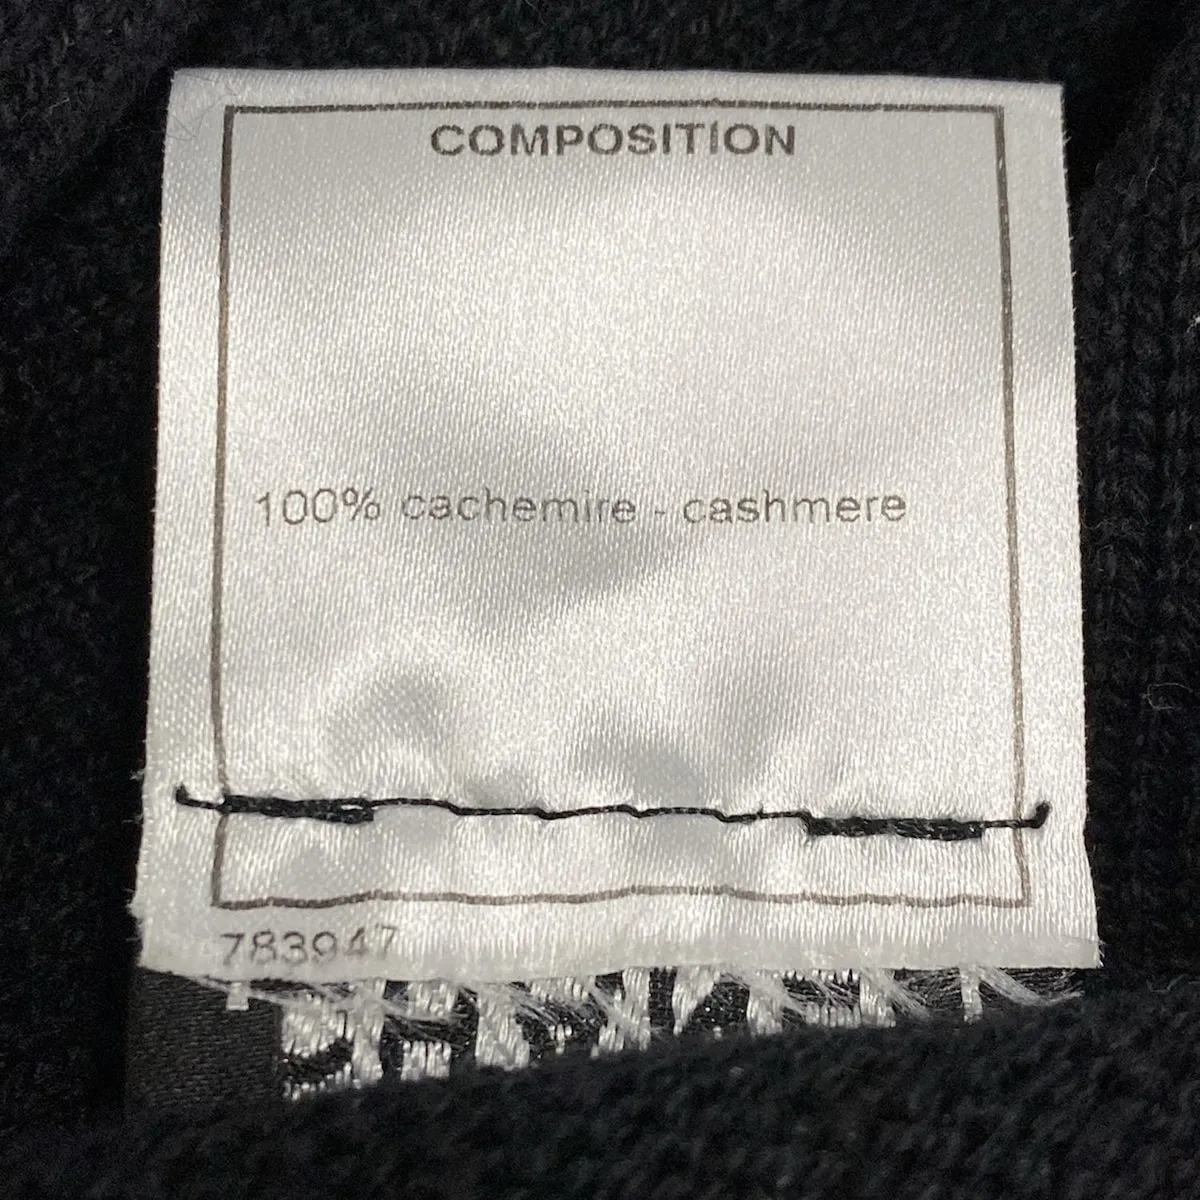 COMPOSITION
100% cachemire - cashmere
783947